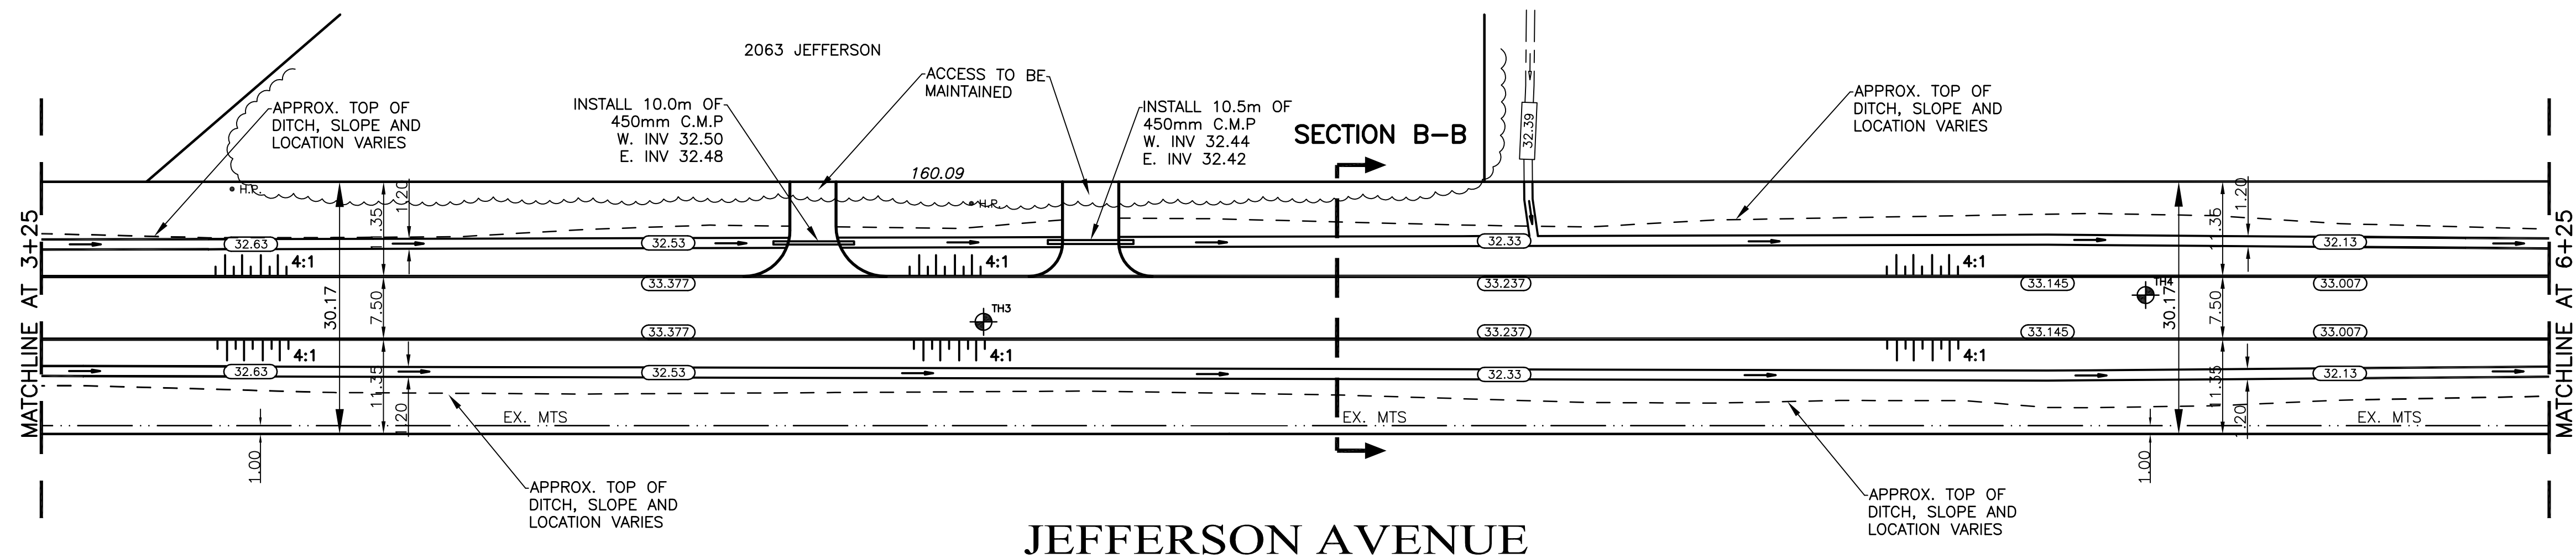 2063 JEFFERSON
ACCESS TO BE
MAINTAINED
APPROX. TOP OF
DITCH, SLOPE AND
LOCATION VARIES
INSTALL 10.0m OF
450mm C.M.P
W. INV 32.50
E. INV 32.48
INSTALL 10.5m OF
450mm C.M.P
W. INV 32.44
E. INV 32.42
SECTION B-B
32.39
APPROX. TOP OF
DITCH, SLOPE AND
LOCATION VARIES
160.09
H.P.
H.P.
1.20
11.35
1.20
11.35
MATCHLINE AT 3+25
MATCHLINE AT 6+25
32.63
32.53
32.33
32.13
4:1
4:1
4:1
33.377
33.237
33.145
33.007
30.17
7.50
TH3
TH4
30.17
7.50
33.377
33.237
33.145
33.007
4:1
4:1
4:1
32.63
32.53
32.33
32.13
11.35
1.20
11.35
1.20
EX. MTS
EX. MTS
EX. MTS
1.00
1.00
APPROX. TOP OF
DITCH, SLOPE AND
LOCATION VARIES
APPROX. TOP OF
DITCH, SLOPE AND
LOCATION VARIES
JEFFERSON AVENUE